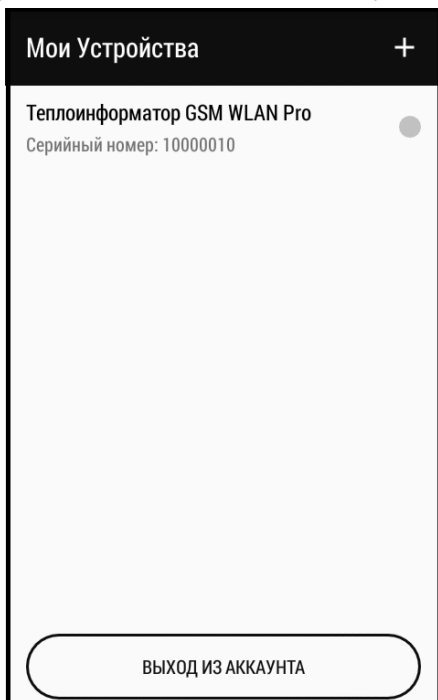 Мои Устройства +
Теплоинформатор GSM WLAN Pro
Серийный номер: 10000010
ВЫХОД ИЗ АККАУНТА